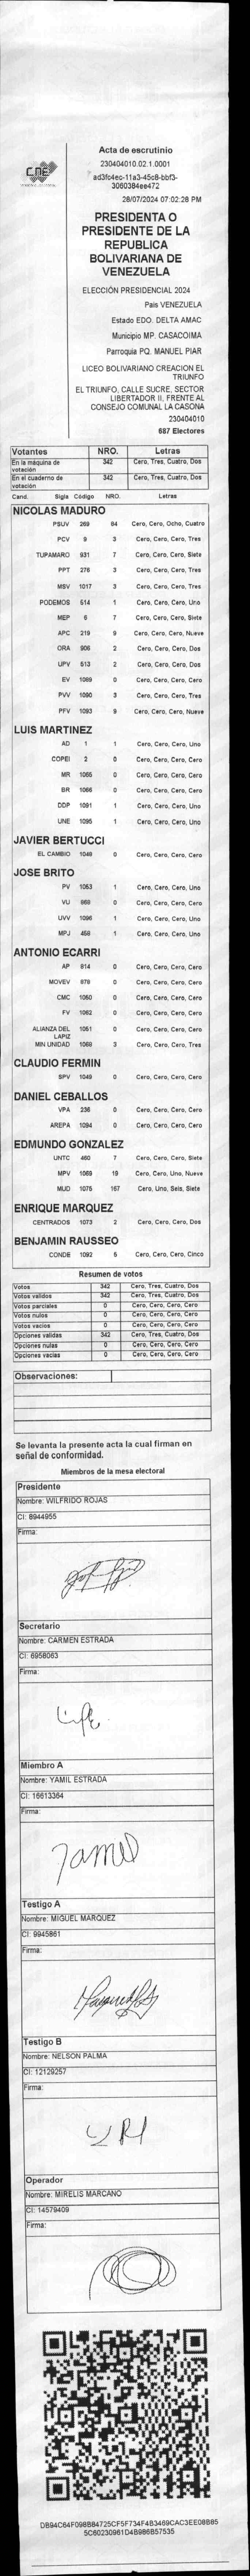 CNE
Acta de escrutinio
230404010.02.1.0001
ad3fc4ec-11a3-45c8-bbf3-
3060384ee472
28/07/2024 07:02:28 PM
PRESIDENTA O
PRESIDENTE DE LA
REPUBLICA
BOLIVARIANA DE
VENEZUELA
ELECCIÓN PRESIDENCIAL 2024
País VENEZUELA
Estado EDO. DELTA AMAC
Municipio MP. CASACOIMA
Parroquia PQ. MANUEL PIAR
LICEO BOLIVARIANO CREACION EL
TRIUNFO
EL TRIUNFO, CALLE SUCRE, SECTOR
LIBERTADOR II, FRENTE AL
CONSEJO COMUNAL LA CASONA
230404010
687 Electores
Votantes NRO. Letras
En la máquina de votación 342 Cero, Tres, Cuatro, Dos
En el cuaderno de votación 342 Cero, Tres, Cuatro, Dos
Cand. Sigla Código NRO. Letras
NICOLAS MADURO
PSUV 269 84 Cero, Cero, Ocho, Cuatro
PCV 9 3 Cero, Cero, Cero, Tres
TUPAMARO 931 7 Cero, Cero, Cero, Siete
PPT 276 3 Cero, Cero, Cero, Tres
MSV 1017 3 Cero, Cero, Cero, Tres
PODEMOS 514 1 Cero, Cero, Cero, Uno
MEP 6 7 Cero, Cero, Cero, Siete
APC 219 9 Cero, Cero, Cero, Nueve
ORA 906 2 Cero, Cero, Cero, Dos
UPV 513 2 Cero, Cero, Cero, Dos
EV 1089 0 Cero, Cero, Cero, Cero
PVV 1090 3 Cero, Cero, Cero, Tres
PFV 1093 9 Cero, Cero, Cero, Nueve
LUIS MARTINEZ
AD 1 1 Cero, Cero, Cero, Uno
COPEI 2 0 Cero, Cero, Cero, Cero
MR 1065 0 Cero, Cero, Cero, Cero
BR 1066 0 Cero, Cero, Cero, Cero
DDP 1091 1 Cero, Cero, Cero, Uno
UNE 1095 1 Cero, Cero, Cero, Uno
JAVIER BERTUCCI
EL CAMBIO 1048 0 Cero, Cero, Cero, Cero
JOSE BRITO
PV 1053 1 Cero, Cero, Cero, Uno
VU 868 0 Cero, Cero, Cero, Cero
UVV 1096 1 Cero, Cero, Cero, Uno
MPJ 458 1 Cero, Cero, Cero, Uno
ANTONIO ECARRI
AP 814 0 Cero, Cero, Cero, Cero
MOVEV 878 0 Cero, Cero, Cero, Cero
CMC 1050 0 Cero, Cero, Cero, Cero
FV 1062 0 Cero, Cero, Cero, Cero
ALIANZA DEL LAPIZ 1051 0 Cero, Cero, Cero, Cero
MIN UNIDAD 1068 3 Cero, Cero, Cero, Tres
CLAUDIO FERMIN
SPV 1049 0 Cero, Cero, Cero, Cero
DANIEL CEBALLOS
VPA 236 0 Cero, Cero, Cero, Cero
AREPA 1094 0 Cero, Cero, Cero, Cero
EDMUNDO GONZALEZ
UNTC 460 7 Cero, Cero, Cero, Siete
MPV 1069 19 Cero, Cero, Uno, Nueve
MUD 1075 167 Cero, Uno, Seis, Siete
ENRIQUE MARQUEZ
CENTRADOS 1073 2 Cero, Cero, Cero, Dos
BENJAMIN RAUSSEO
CONDE 1092 5 Cero, Cero, Cero, Cinco
Resumen de votos
Votos 342 Cero, Tres, Cuatro, Dos
Votos validos 342 Cero, Tres, Cuatro, Dos
Votos parciales 0 Cero, Cero, Cero, Cero
Votos nulos 0 Cero, Cero, Cero, Cero
Votos vacios 0 Cero, Cero, Cero, Cero
Opciones validas 342 Cero, Tres, Cuatro, Dos
Opciones nulas 0 Cero, Cero, Cero, Cero
Opciones vacias 0 Cero, Cero, Cero, Cero
Observaciones:
Se levanta la presente acta la cual firman en
señal de conformidad.
Miembros de la mesa electoral
Presidente
Nombre: WILFRIDO ROJAS
CI: 8944955
Firma:
Secretario
Nombre: CARMEN ESTRADA
CI: 6958063
Firma:
Miembro A
Nombre: YAMIL ESTRADA
CI: 16613364
Firma:
Yamil
Testigo A
Nombre: MIGUEL MARQUEZ
CI: 9945861
Firma:
Testigo B
Nombre: NELSON PALMA
CI: 12129257
Firma:
Operador
Nombre: MIRELIS MARCANO
CI: 14579409
Firma:
DB94C64F098B84725CF5F734F4B3469CAC3EE08B85
5C60230961D4B986B57535